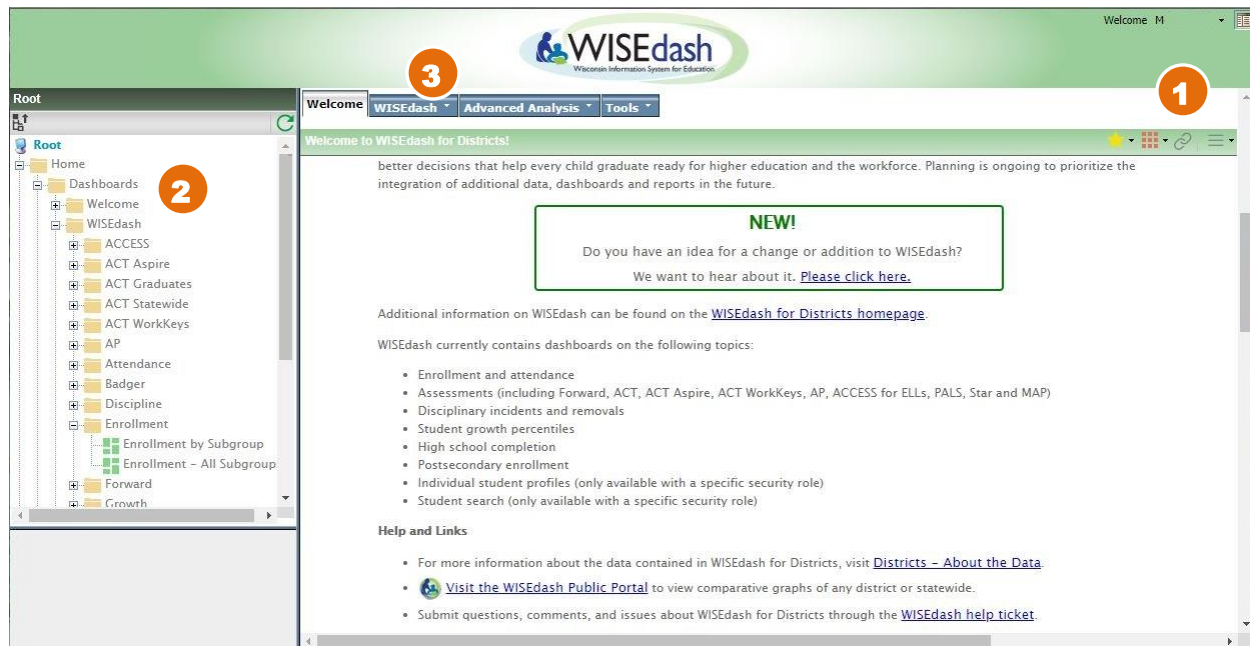 Welcome M
WISEdash
Wisconsin Information System for Education
3
1
Root
Root
Home
Dashboards
2
Welcome
WISEdash
ACCESS
ACT Aspire
ACT Graduates
ACT Statewide
ACT WorkKeys
AP
Attendance
Badger
Discipline
Enrollment
Enrollment by Subgroup
Enrollment - All Subgroup
Forward
Growth
Welcome WISEdash Advanced Analysis Tools
Welcome to WISEdash for Districts!
better decisions that help every child graduate ready for higher education and the workforce. Planning is ongoing to prioritize the
integration of additional data, dashboards and reports in the future.
NEW!
Do you have an idea for a change or addition to WISEdash?
We want to hear about it. Please click here.
Additional information on WISEdash can be found on the WISEdash for Districts homepage.
WISEdash currently contains dashboards on the following topics:
• Enrollment and attendance
• Assessments (including Forward, ACT, ACT Aspire, ACT WorkKeys, AP, ACCESS for ELLs, PALS, Star and MAP)
• Disciplinary incidents and removals
• Student growth percentiles
• High school completion
• Postsecondary enrollment
• Individual student profiles (only available with a specific security role)
• Student search (only available with a specific security role)
Help and Links
• For more information about the data contained in WISEdash for Districts, visit Districts - About the Data.
• Visit the WISEdash Public Portal to view comparative graphs of any district or statewide.
• Submit questions, comments, and issues about WISEdash for Districts through the WISEdash help ticket.